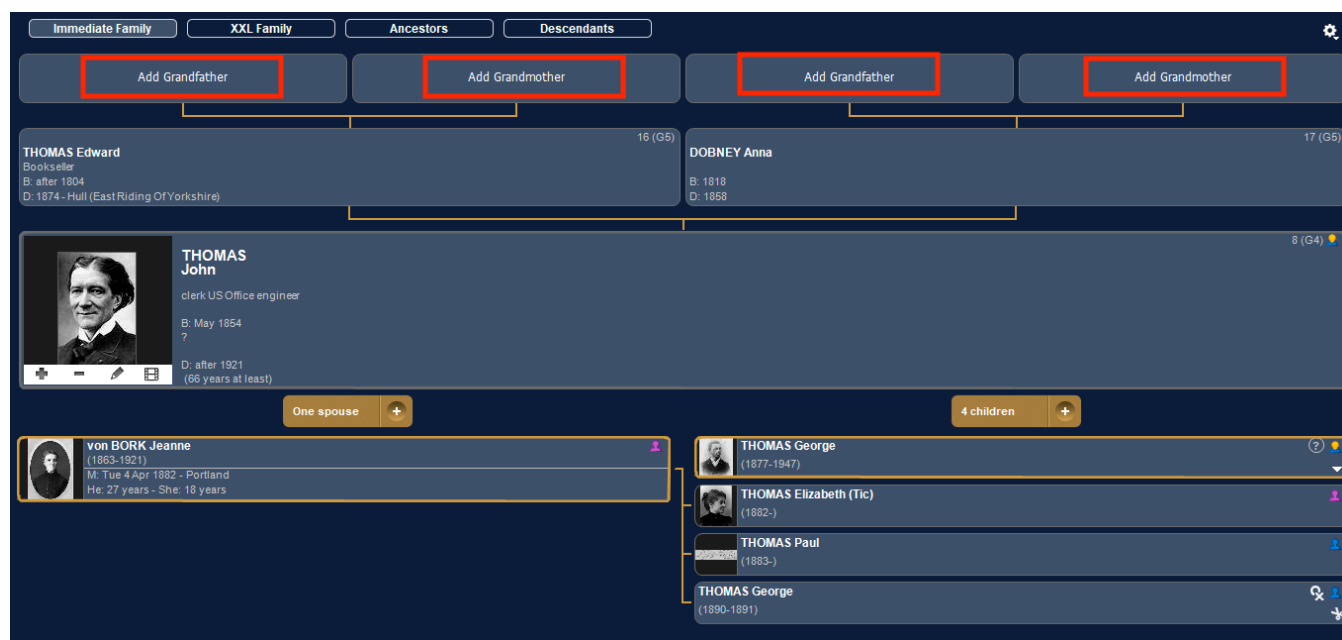 Immediate Family XXL Family Ancestors Descendants
Add Grandfather Add Grandmother Add Grandfather Add Grandmother
16 (G5) 17 (G5)
THOMAS Edward
Bookseller
B: after 1804
D: 1874 - Hull (East Riding Of Yorkshire)
DOBNEY Anna
B: 1818
D: 1858
8 (G4)
THOMAS
John
clerk US Office engineer
B: May 1854
?
D: after 1921
(66 years at least)
One spouse + 4 children +
von BORK Jeanne
(1863-1921)
M: Tue 4 Apr 1882 - Portland
He: 27 years - She: 18 years
THOMAS George ?
(1877-1947)
THOMAS Elizabeth (Tic)
(1882-)
THOMAS Paul
(1883-)
THOMAS George
(1890-1891)